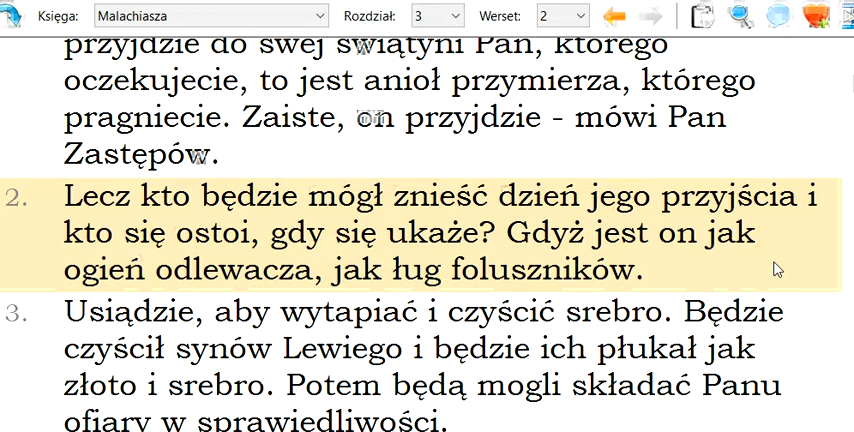 Księga: Malachiasza Rozdział: 3 Werset: 2
przyjdzie do swej świątyni Pan, którego
oczekujecie, to jest anioł przymierza, którego
pragniecie. Zaiste, on przyjdzie - mówi Pan
Zastępów.
2. Lecz kto będzie mógł znieść dzień jego przyjścia i
kto się ostoi, gdy się ukaże? Gdyż jest on jak
ogień odlewacza, jak ług foluszników.
3. Usiądzie, aby wytapiać i czyścić srebro. Będzie
czyścił synów Lewiego i będzie ich płukał jak
złoto i srebro. Potem będą mogli składać Panu
ofiary w sprawiedliwości.